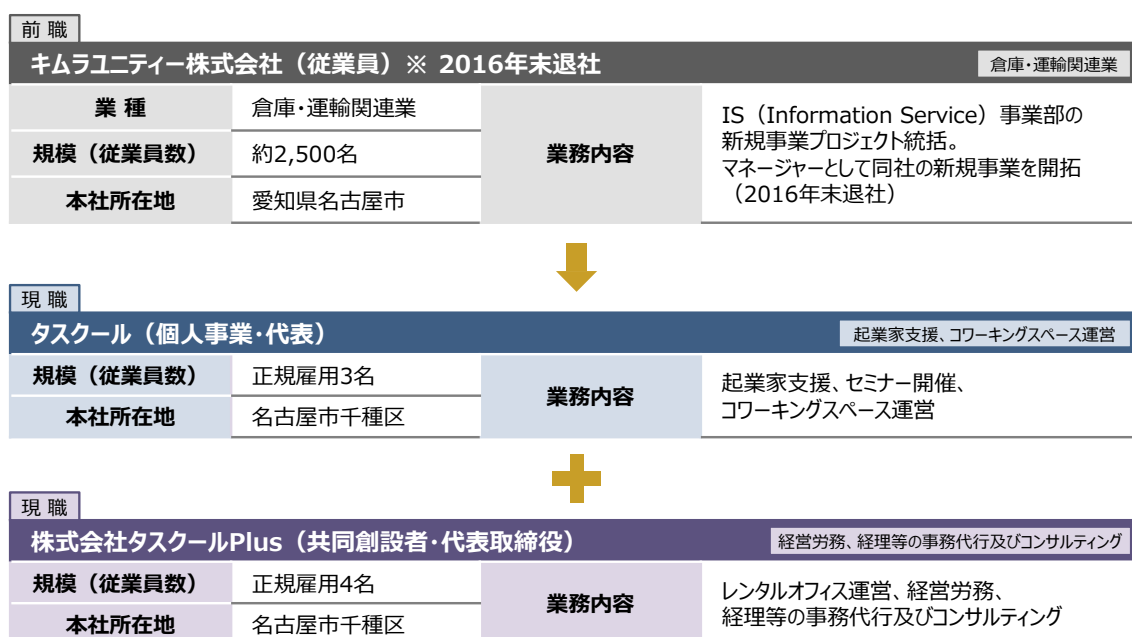 前 職
キムラユニティー株式会社（従業員）※ 2016年末退社
倉庫・運輸関連業
業 種
倉庫・運輸関連業
規模（従業員数）
約2,500名
本社所在地
愛知県名古屋市
業務内容
IS（Information Service）事業部の
新規事業プロジェクト統括。
マネージャーとして同社の新規事業を開拓
（2016年末退社）
現 職
タスクール（個人事業・代表）
起業家支援、コワーキングスペース運営
規模（従業員数）
正規雇用3名
本社所在地
名古屋市千種区
業務内容
起業家支援、セミナー開催、
コワーキングスペース運営
現 職
株式会社タスクールPlus（共同創設者・代表取締役）
経営労務、経理等の事務代行及びコンサルティング
規模（従業員数）
正規雇用4名
本社所在地
名古屋市千種区
業務内容
レンタルオフィス運営、経営労務、
経理等の事務代行及びコンサルティング